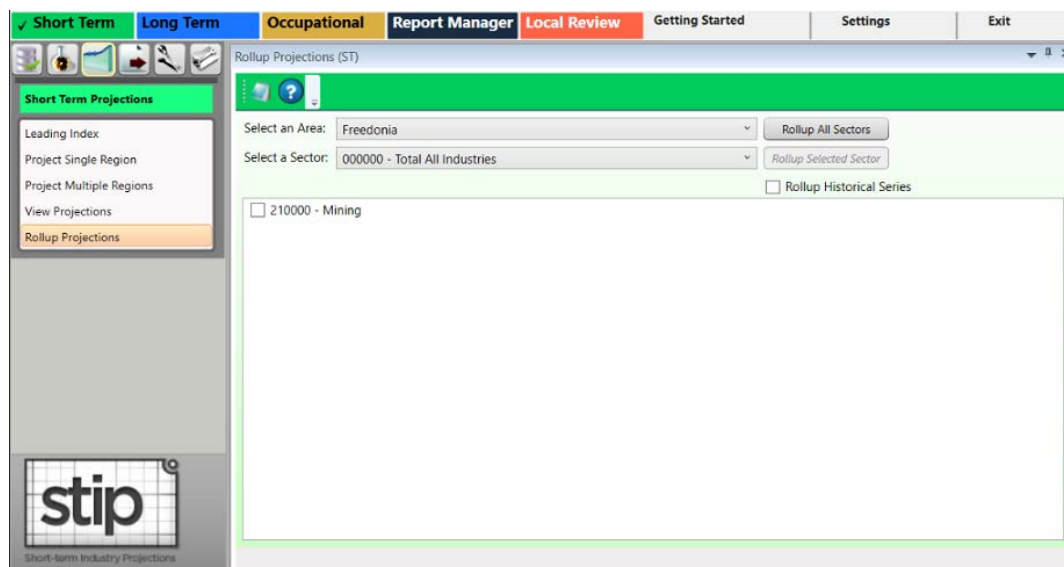 ✓ Short Term Long Term Occupational Report Manager Local Review Getting Started Settings Exit
Rollup Projections (ST)
Short Term Projections
Leading Index
Project Single Region
Project Multiple Regions
View Projections
Rollup Projections
Select an Area: Freedonia Rollup All Sectors
Select a Sector: 000000 - Total All Industries Rollup Selected Sector
Rollup Historical Series
210000 - Mining
stip
Short-term Industry Projections